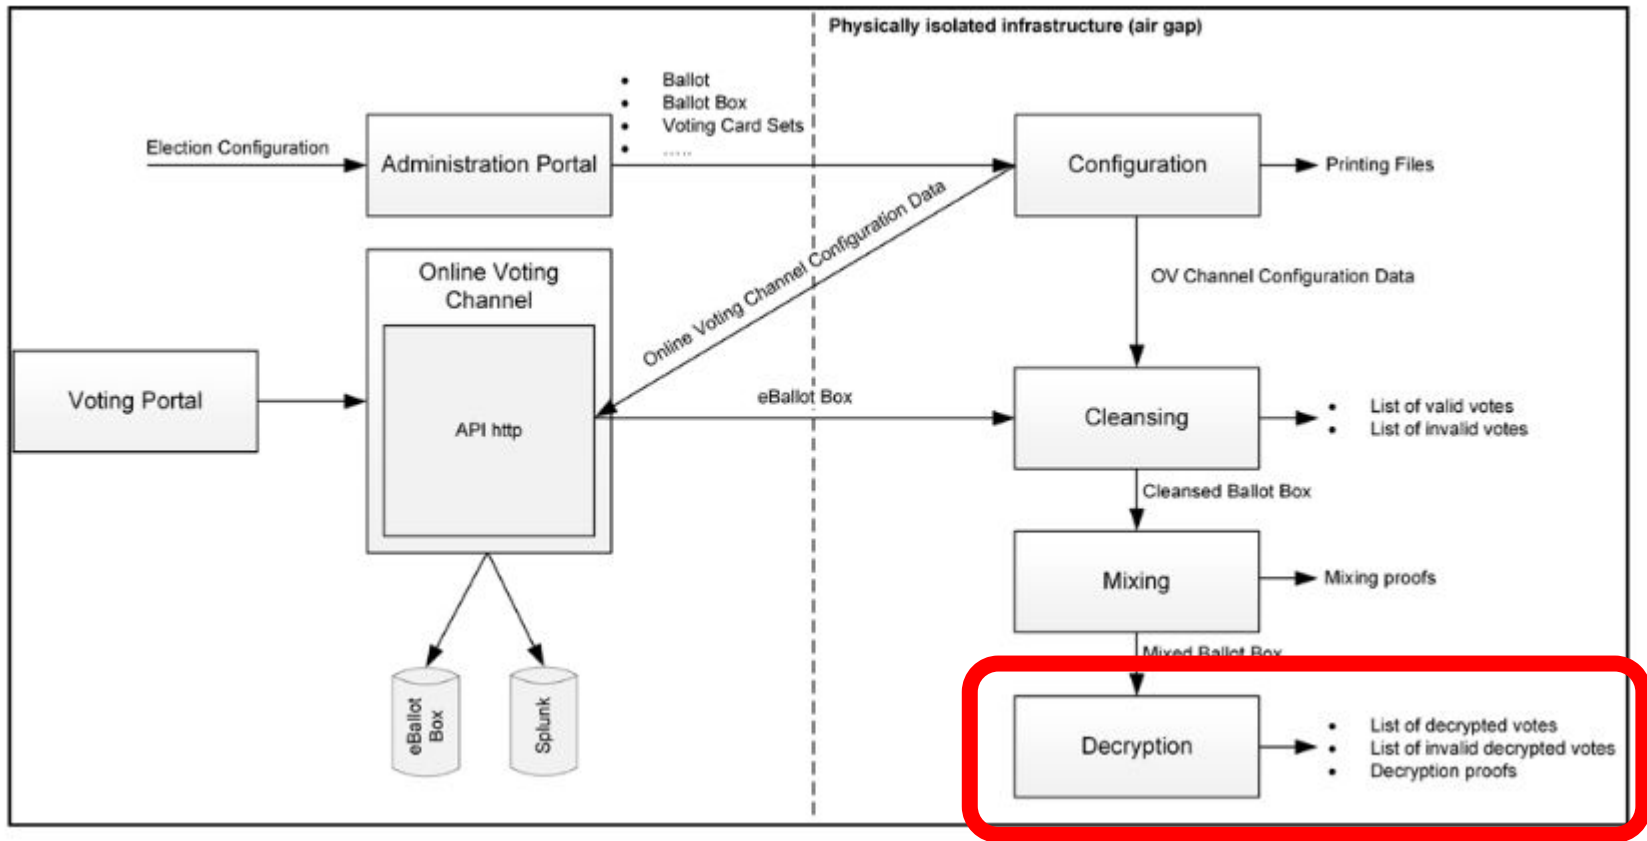 Physically isolated infrastructure (air gap)
• Ballot
• Ballot Box
• Voting Card Sets
• .....
Election Configuration
Administration Portal
Configuration
Printing Files
Online Voting Channel Configuration Data
Online Voting
Channel
OV Channel Configuration Data
Voting Portal
API http
eBallot Box
Cleansing
• List of valid votes
• List of invalid votes
Cleansed Ballot Box
Mixing
Mixing proofs
Mixed Ballot Box
eBallot
Box
Splunk
Decryption
• List of decrypted votes
• List of invalid decrypted votes
• Decryption proofs